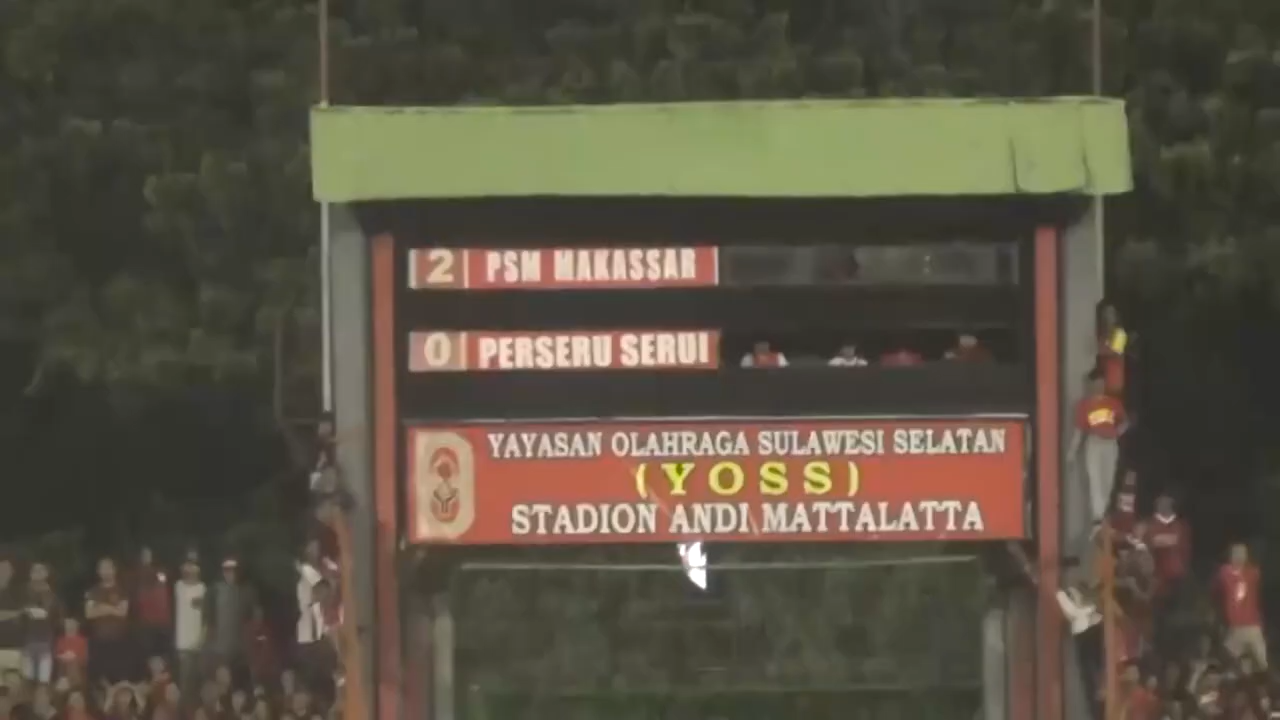 2 PSM MAKASSAR
0 PERSERU SERUI
YAYASAN OLAHRAGA SULAWESI SELATAN
(YOSS)
STADION ANDI MATTALATTA